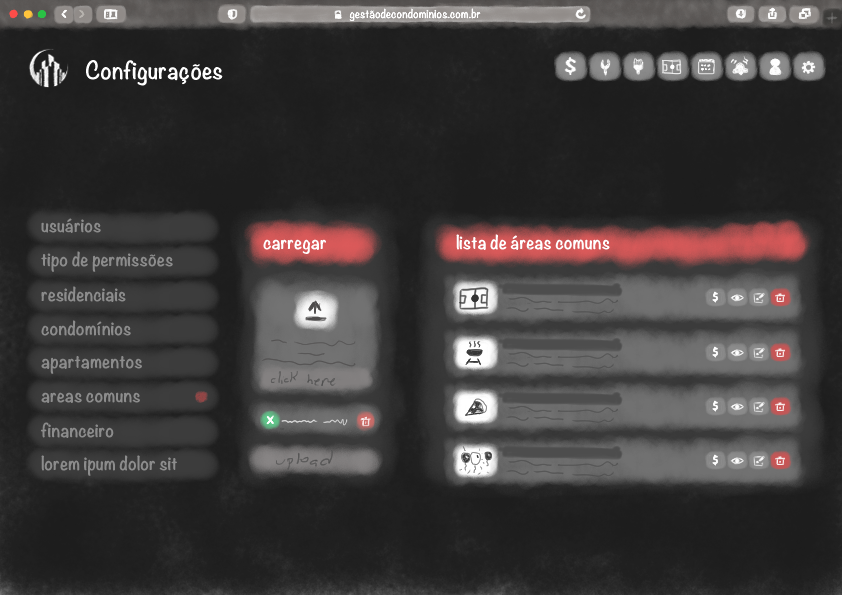 gestãodecondomínios.com.br
Configurações
usuários
tipo de permissões
residenciais
condomínios
apartamentos
areas comuns
financeiro
lorem ipum dolor sit
carregar
click here
X
upload
lista de áreas comuns
$
$
$
$
$